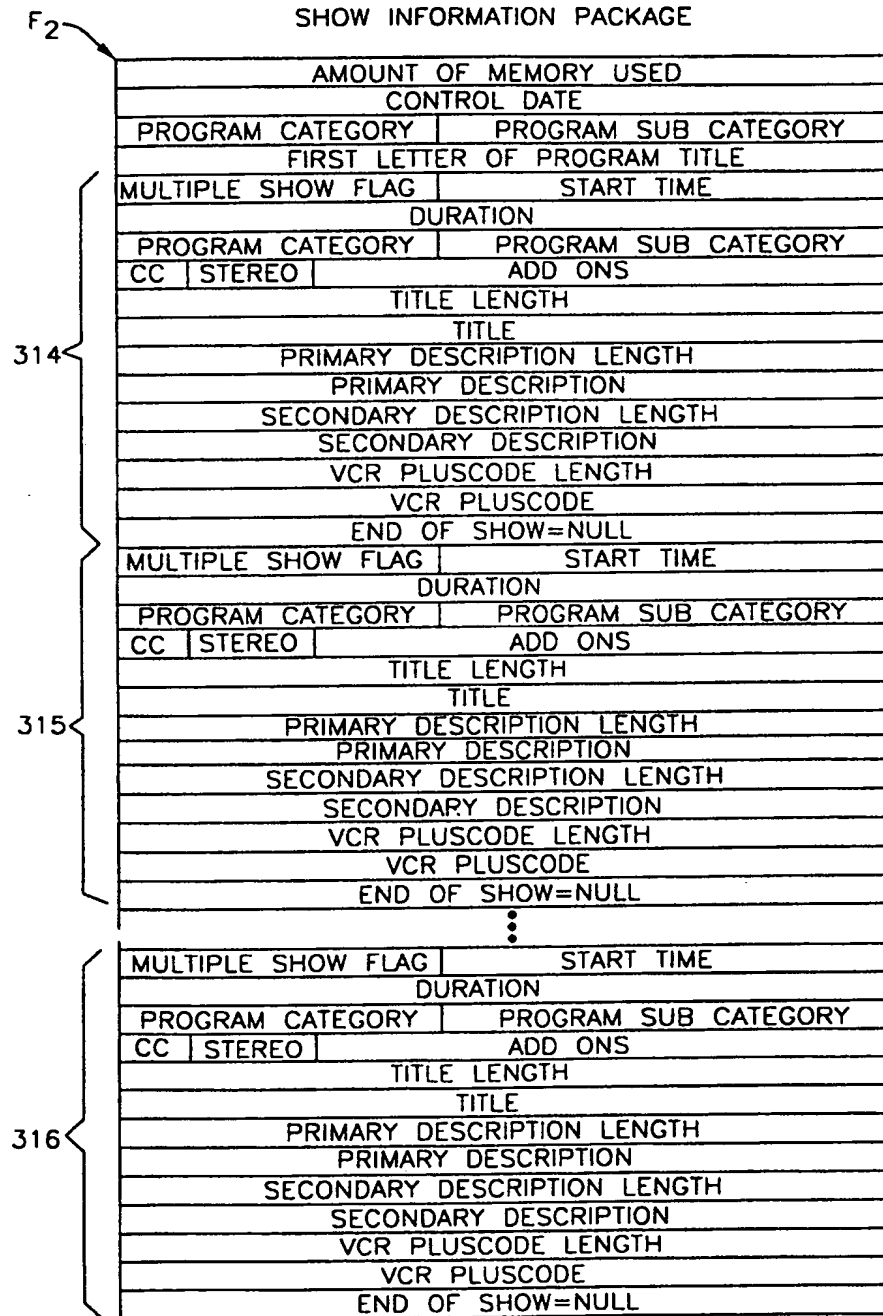 SHOW INFORMATION PACKAGE
F2
AMOUNT OF MEMORY USED
CONTROL DATE
PROGRAM CATEGORY PROGRAM SUB CATEGORY
FIRST LETTER OF PROGRAM TITLE
MULTIPLE SHOW FLAG START TIME
DURATION
PROGRAM CATEGORY PROGRAM SUB CATEGORY
CC STEREO ADD ONS
TITLE LENGTH
TITLE
314
PRIMARY DESCRIPTION LENGTH
PRIMARY DESCRIPTION
SECONDARY DESCRIPTION LENGTH
SECONDARY DESCRIPTION
VCR PLUSCODE LENGTH
VCR PLUSCODE
END OF SHOW=NULL
MULTIPLE SHOW FLAG START TIME
DURATION
PROGRAM CATEGORY PROGRAM SUB CATEGORY
CC STEREO ADD ONS
TITLE LENGTH
TITLE
315
PRIMARY DESCRIPTION LENGTH
PRIMARY DESCRIPTION
SECONDARY DESCRIPTION LENGTH
SECONDARY DESCRIPTION
VCR PLUSCODE LENGTH
VCR PLUSCODE
END OF SHOW=NULL
MULTIPLE SHOW FLAG START TIME
DURATION
PROGRAM CATEGORY PROGRAM SUB CATEGORY
CC STEREO ADD ONS
TITLE LENGTH
TITLE
316
PRIMARY DESCRIPTION LENGTH
PRIMARY DESCRIPTION
SECONDARY DESCRIPTION LENGTH
SECONDARY DESCRIPTION
VCR PLUSCODE LENGTH
VCR PLUSCODE
END OF SHOW=NULL